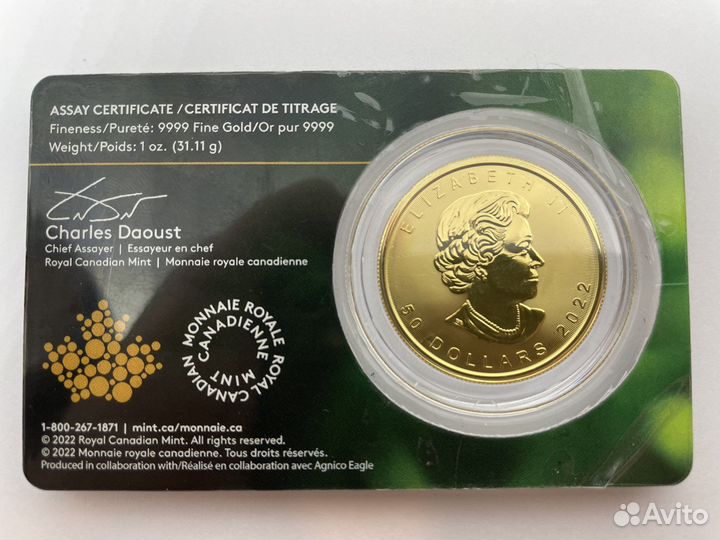 ASSAY CERTIFICATE / CERTIFICAT DE TITRAGE
Fineness/Pureté: 9999 Fine Gold/Or pur 9999
Weight/Poids: 1 oz. (31.11 g)
Charles Daoust
Chief Assayer | Essayeur en chef
Royal Canadian Mint | Monnaie royale canadienne
MONNAIE ROYALE CANADIENNE
ROYAL CANADIAN MINT
1-800-267-1871 | mint.ca/monnaie.ca
© 2022 Royal Canadian Mint. All rights reserved.
© 2022 Monnaie royale canadienne. Tous droits réservés.
Produced in collaboration with/Réalisé en collaboration avec Agnico Eagle
ELIZABETH II
50 DOLLARS 2022
Avito